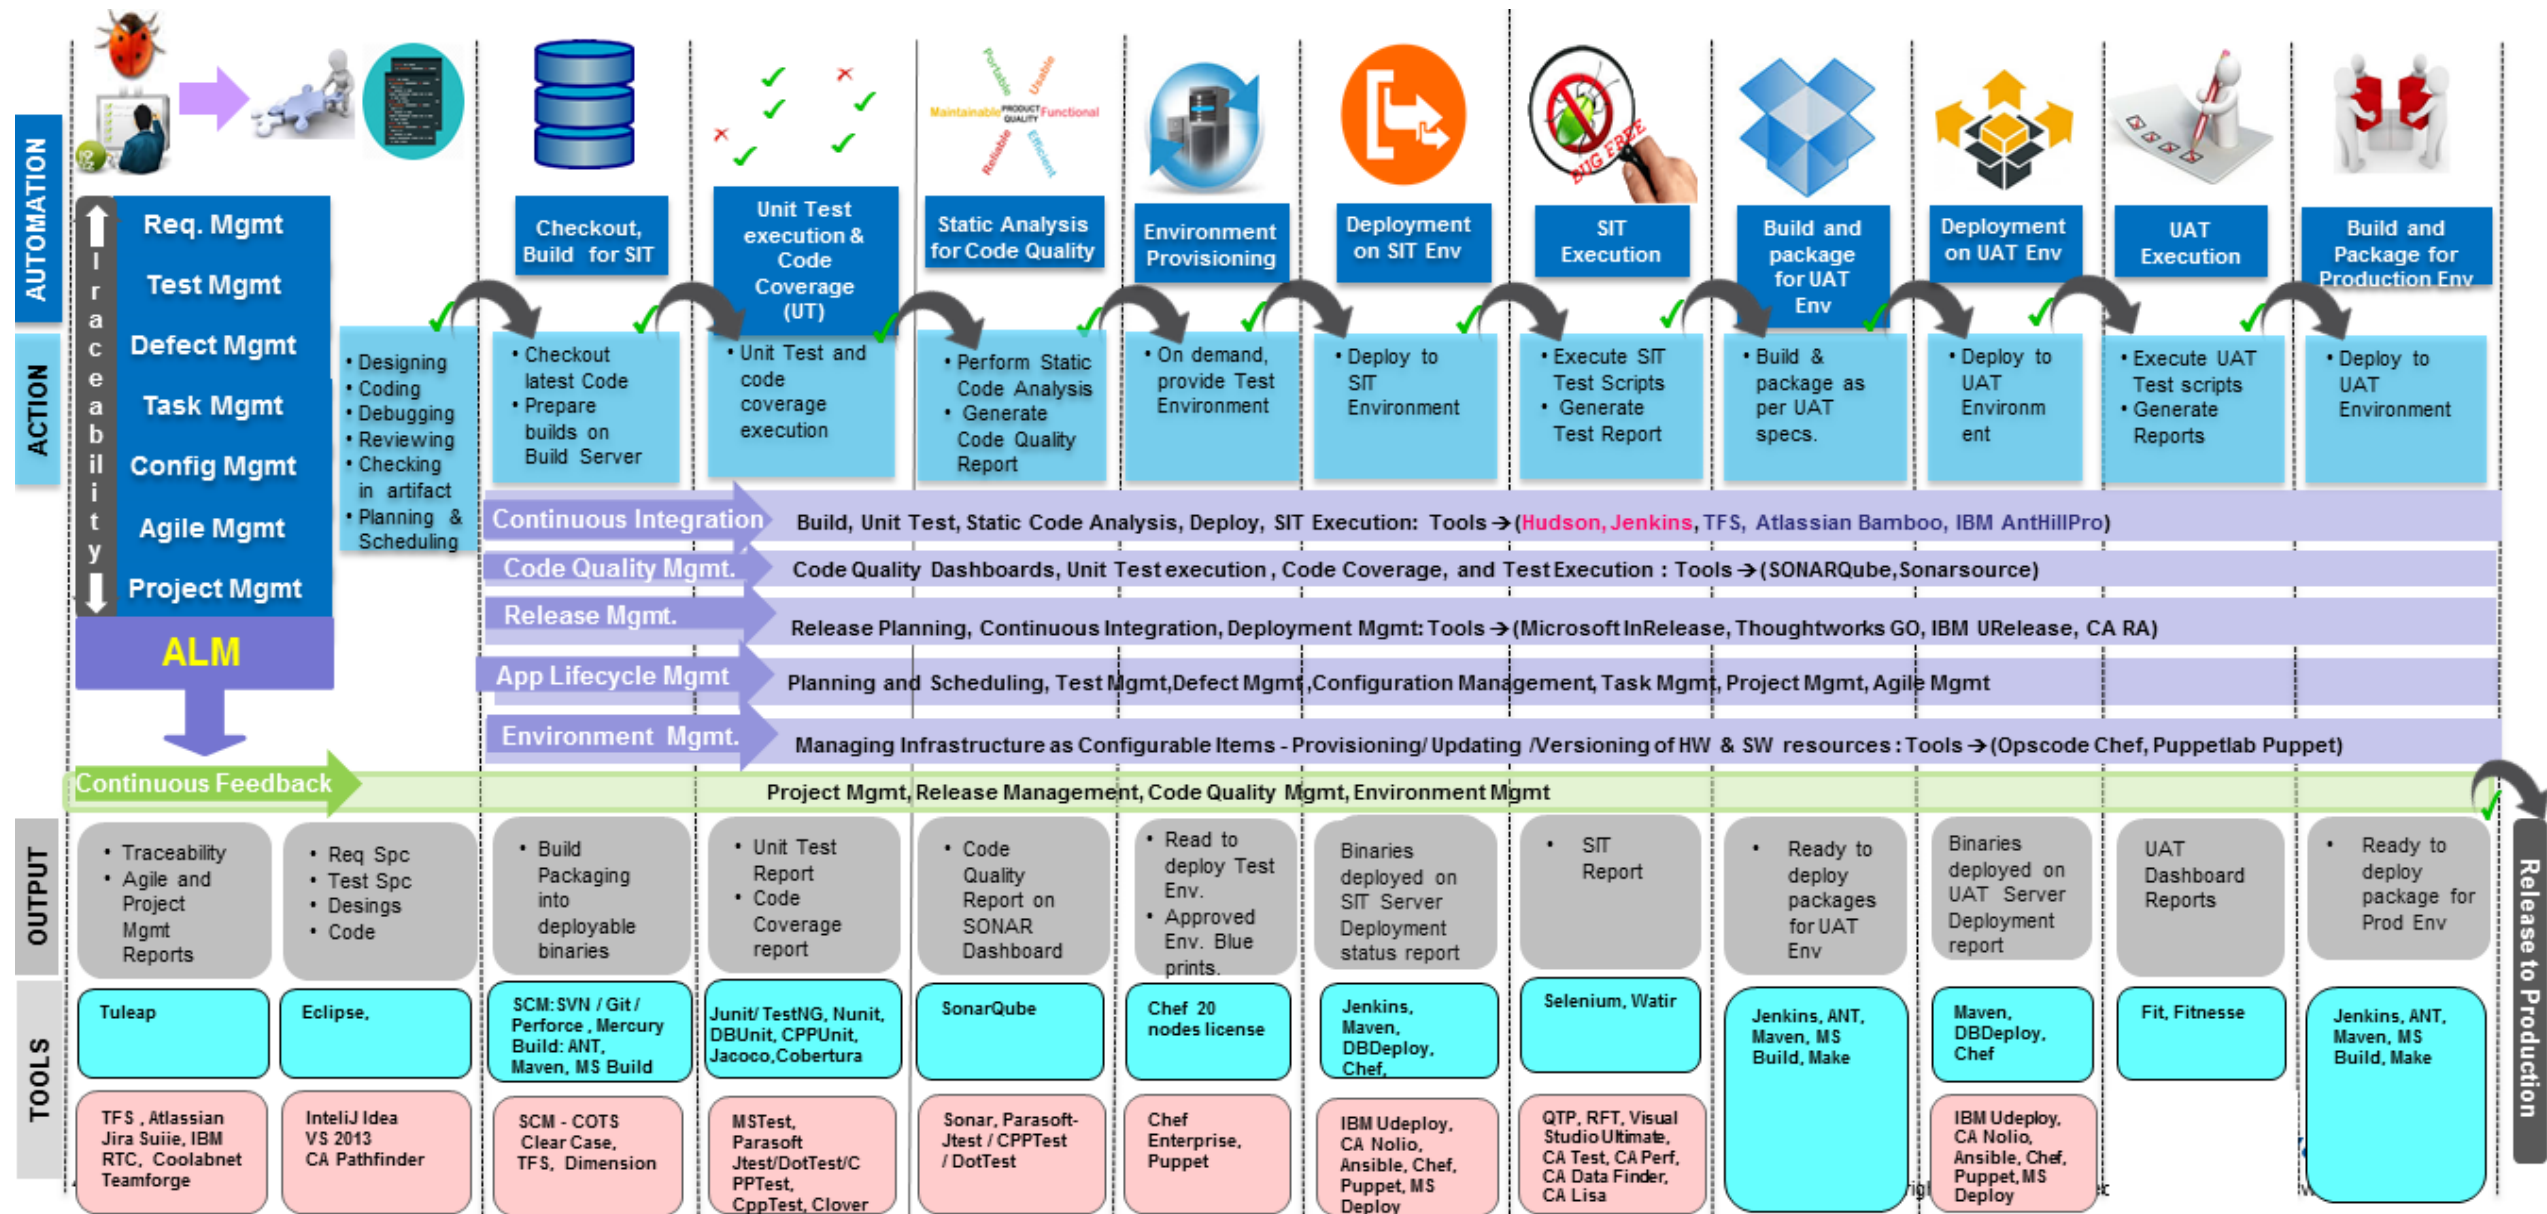 Portable
Usable
Maintainable
PRODUCT
QUALITY
Functional
Reliable
Efficient
BUG FREE
AUTOMATION
Traceability
Req. Mgmt
Test Mgmt
Defect Mgmt
Task Mgmt
Config Mgmt
Agile Mgmt
Project Mgmt
ALM
Checkout,
Build for SIT
Unit Test
execution &
Code
Coverage
(UT)
Static Analysis
for Code Quality
Environment
Provisioning
Deployment
on SIT Env
SIT
Execution
Build and
package
for UAT
Env
Deployment
on UAT Env
UAT
Execution
Build and
Package for
Production Env
ACTION
• Designing
• Coding
• Debugging
• Reviewing
• Checking
in artifact
• Planning &
Scheduling
• Checkout
latest Code
• Prepare
builds on
Build Server
• Unit Test and
code
coverage
execution
• Perform Static
Code Analysis
• Generate
Code Quality
Report
• On demand,
provide Test
Environment
• Deploy to
SIT
Environment
• Execute SIT
Test Scripts
• Generate
Test Report
• Build &
package as
per UAT
specs.
• Deploy to
UAT
Environm
ent
• Execute UAT
Test scripts
• Generate
Reports
• Deploy to
UAT
Environment
Continuous Integration
Build, Unit Test, Static Code Analysis, Deploy, SIT Execution: Tools →(Hudson, Jenkins, TFS, Atlassian Bamboo, IBM AntHillPro)
Code Quality Mgmt.
Code Quality Dashboards, Unit Test execution , Code Coverage, and Test Execution : Tools →(SONARQube,Sonarsource)
Release Mgmt.
Release Planning, Continuous Integration, Deployment Mgmt: Tools →(Microsoft InRelease, Thoughtworks GO, IBM URelease, CA RA)
App Lifecycle Mgmt
Planning and Scheduling, Test Mgmt,Defect Mgmt ,Configuration Management, Task Mgmt, Project Mgmt, Agile Mgmt
Environment Mgmt.
Managing Infrastructure as Configurable Items - Provisioning/ Updating /Versioning of HW & SW resources : Tools →(Opscode Chef, Puppetlab Puppet)
Continuous Feedback
Project Mgmt, Release Management, Code Quality Mgmt, Environment Mgmt
OUTPUT
• Traceability
• Agile and
Project
Mgmt
Reports
• Req Spc
• Test Spc
• Desings
• Code
• Build
Packaging
into
deployable
binaries
• Unit Test
Report
• Code
Coverage
report
• Code
Quality
Report on
SONAR
Dashboard
• Read to
deploy Test
Env.
• Approved
Env. Blue
prints.
Binaries
deployed on
SIT Server
Deployment
status report
• SIT
Report
• Ready to
deploy
packages
for UAT
Env
Binaries
deployed on
UAT Server
Deployment
report
UAT
Dashboard
Reports
• Ready to
deploy
package for
Prod Env
Release to Production
TOOLS
Tuleap
Eclipse,
SCM: SVN / Git /
Perforce , Mercury
Build: ANT,
Maven, MS Build
Junit/ TestNG, Nunit,
DBUnit, CPPUnit,
Jacoco,Cobertura
SonarQube
Chef 20
nodes license
Jenkins,
Maven,
DBDeploy,
Chef,
Selenium, Watir
Jenkins, ANT,
Maven, MS
Build, Make
Maven,
DBDeploy,
Chef
Fit, Fitnesse
Jenkins, ANT,
Maven, MS
Build, Make
TFS , Atlassian
Jira Suiie, IBM
RTC, Coolabnet
Teamforge
InteliJ Idea
VS 2013
CA Pathfinder
SCM - COTS
Clear Case,
TFS, Dimension
MSTest,
Parasoft
Jtest/DotTest/C
PPTest,
CppTest, Clover
Sonar, Parasoft-
Jtest / CPPTest
/ DotTest
Chef
Enterprise,
Puppet
IBM Udeploy,
CA Nolio,
Ansible, Chef,
Puppet, MS
Deploy
QTP, RFT, Visual
Studio Ultimate,
CA Test, CA Perf,
CA Data Finder,
CA Lisa
IBM Udeploy,
CA Nolio,
Ansible, Chef,
Puppet, MS
Deploy